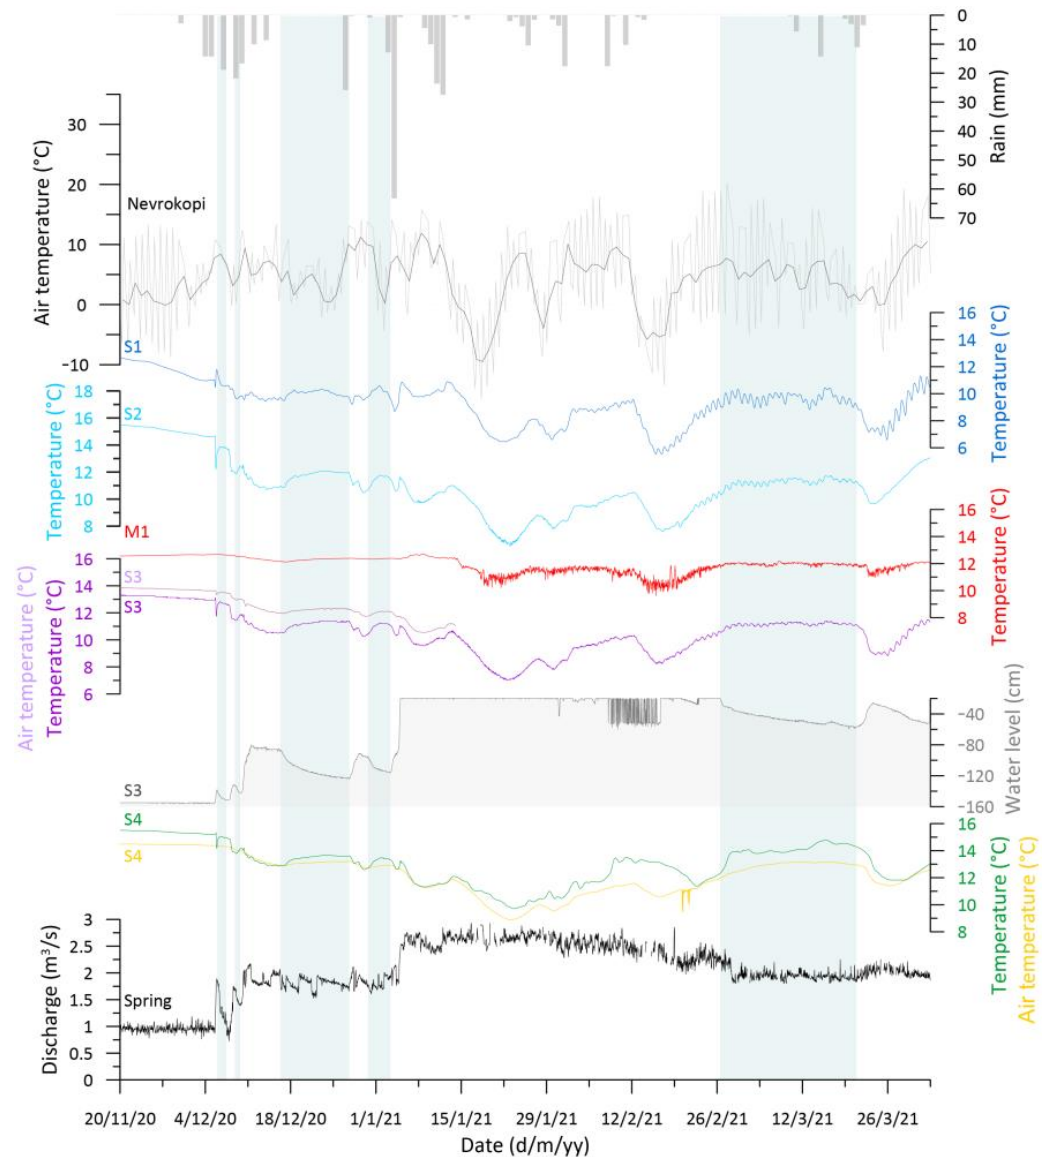 0
10
20
30
40
50
60
70
Rain (mm)
30
20
10
0
-10
Air temperature (°C)
Nevrokopi
16
14
12
10
8
6
Temperature (°C)
S1
18
16
14
12
10
8
Temperature (°C)
S2
16
14
12
10
8
Temperature (°C)
M1
16
14
12
10
8
6
Air temperature (°C)
Temperature (°C)
S3
S3
-40
-80
-120
-160
Water level (cm)
S3
16
14
12
10
8
Temperature (°C)
Air temperature (°C)
S4
S4
3
2.5
2
1.5
1
0.5
0
Discharge (m³/s)
Spring
20/11/20 4/12/20 18/12/20 1/1/21 15/1/21 29/1/21 12/2/21 26/2/21 12/3/21 26/3/21
Date (d/m/yy)